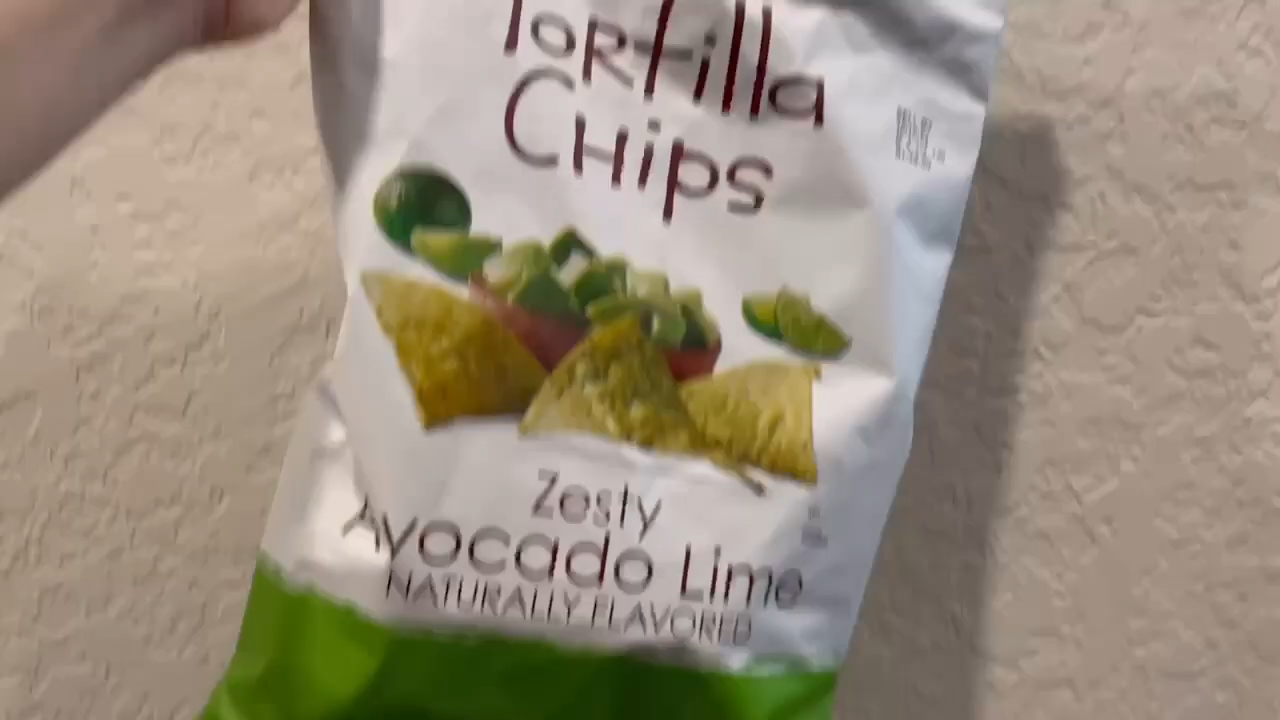 Tortilla
Chips
Zesty
Avocado Lime
NATURALLY FLAVORED